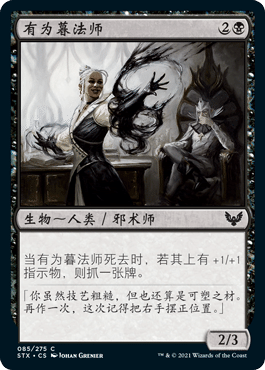 有为暮法师 2
生物～人类 / 邪术师
当有为暮法师死去时，若其上有 +1/+1
指示物，则抓一张牌。
「你虽然技艺粗糙，但也还算是可塑之材。
再作一次，这次记得把右手摆正位置。」
2/3
085/275 C
STX • CS JOHAN GRENIER
™ & © 2021 Wizards of the Coast